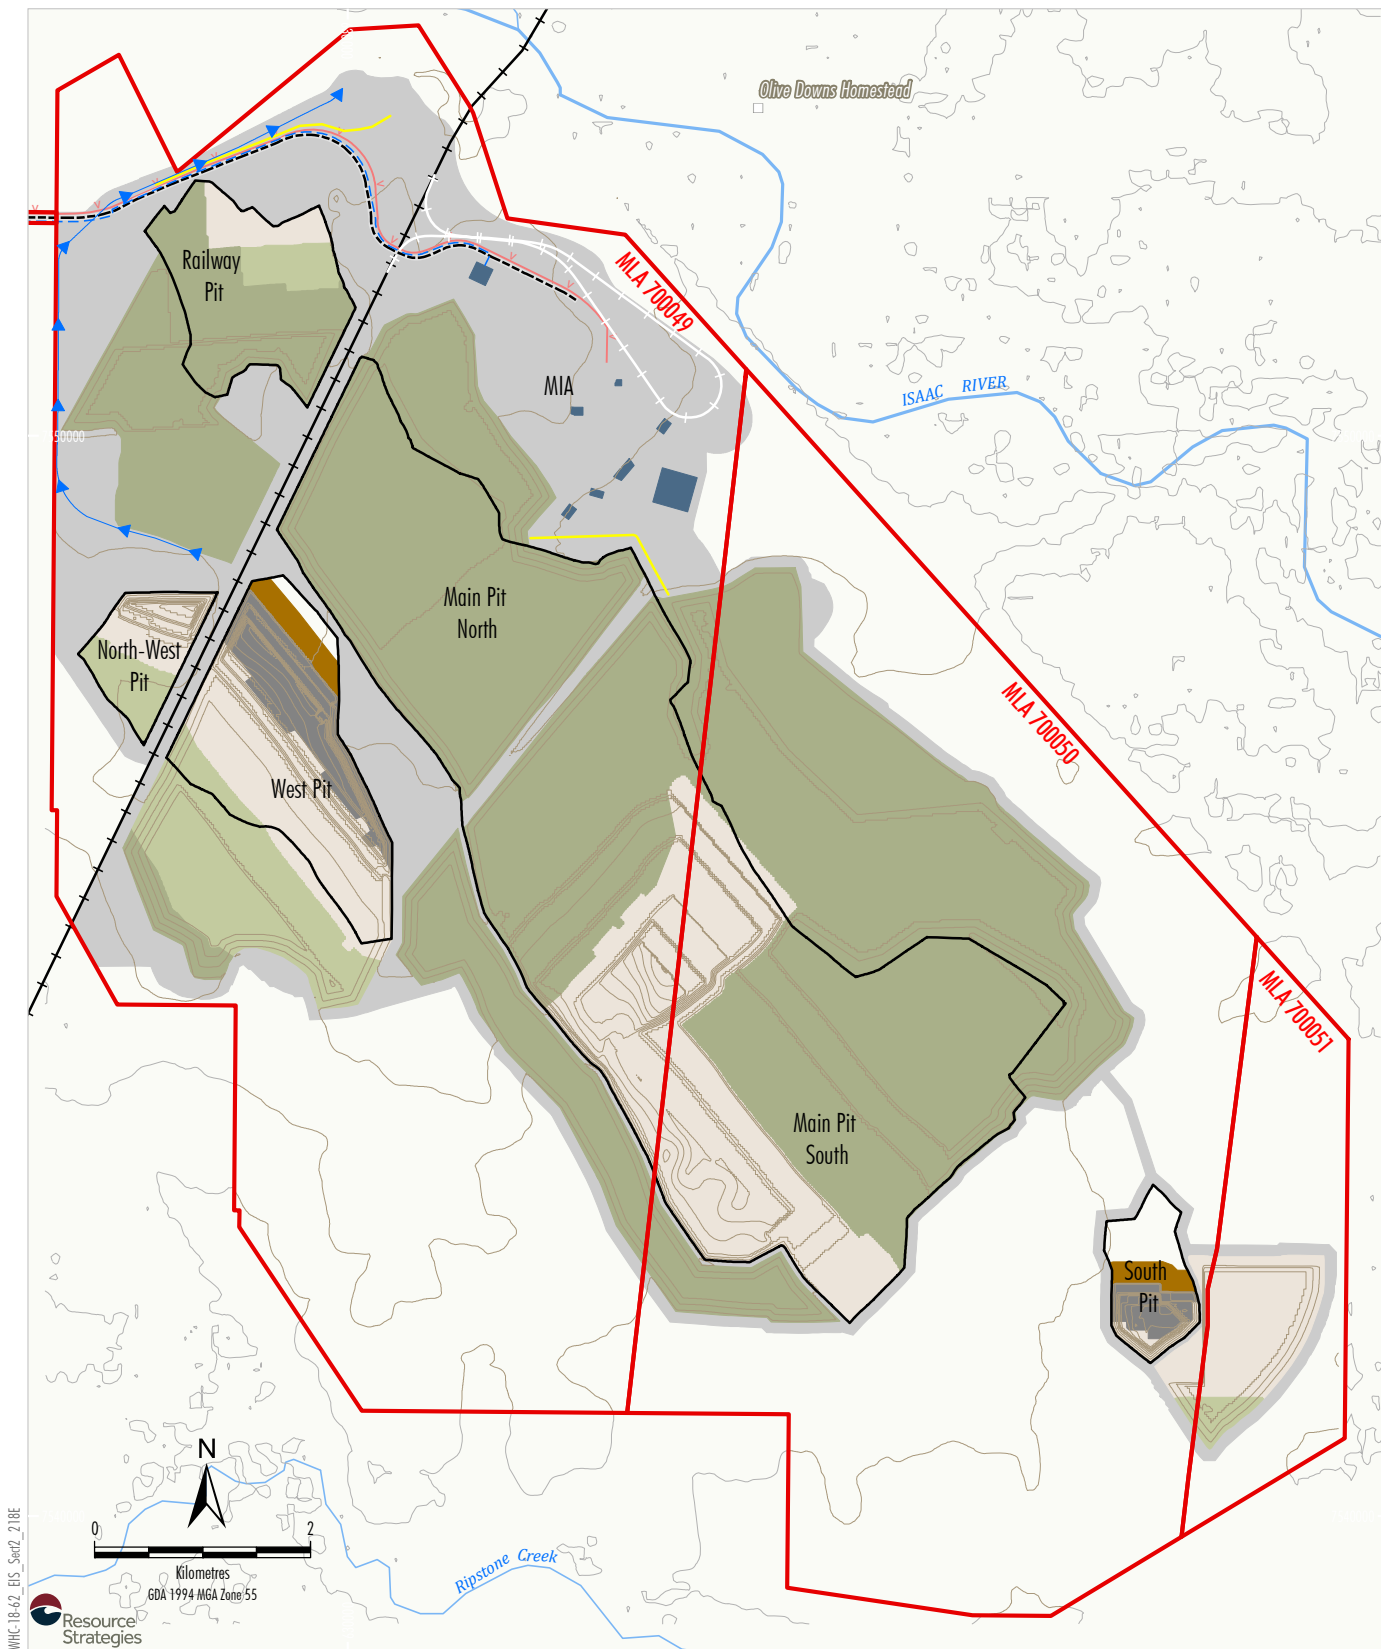 Olive Downs Homestead
Railway
Pit
MLA 700049
MIA
ISAAC RIVER
50000
Main Pit
North
North-West
Pit
MLA 700050
West Pit
MLA 700051
Main Pit
South
South
Pit
N
0 2
Kilometres
GDA 1994 MGA Zone 55
Ripstone Creek
WHC-18-62_EIS_Sect2_218E
Resource
Strategies